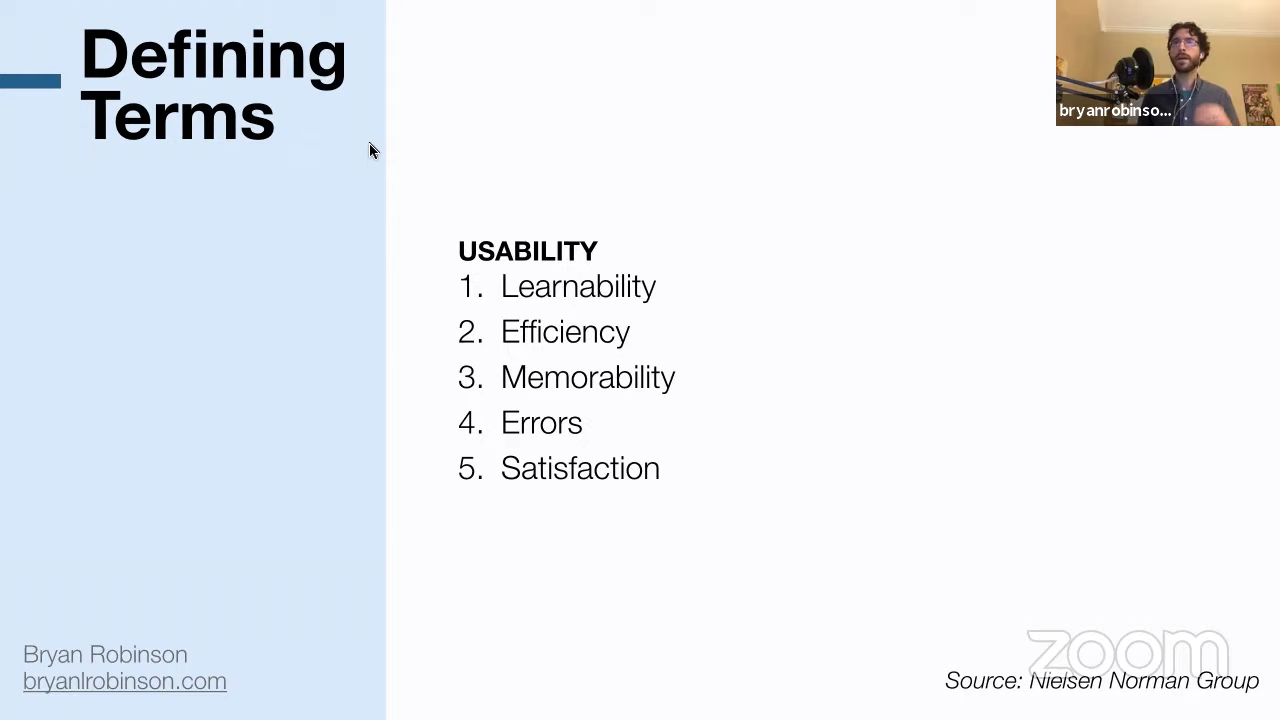 Defining
Terms
bryanrobinso...
USABILITY
1. Learnability
2. Efficiency
3. Memorability
4. Errors
5. Satisfaction
Bryan Robinson
bryanlrobinson.com
zoom
Source: Nielsen Norman Group